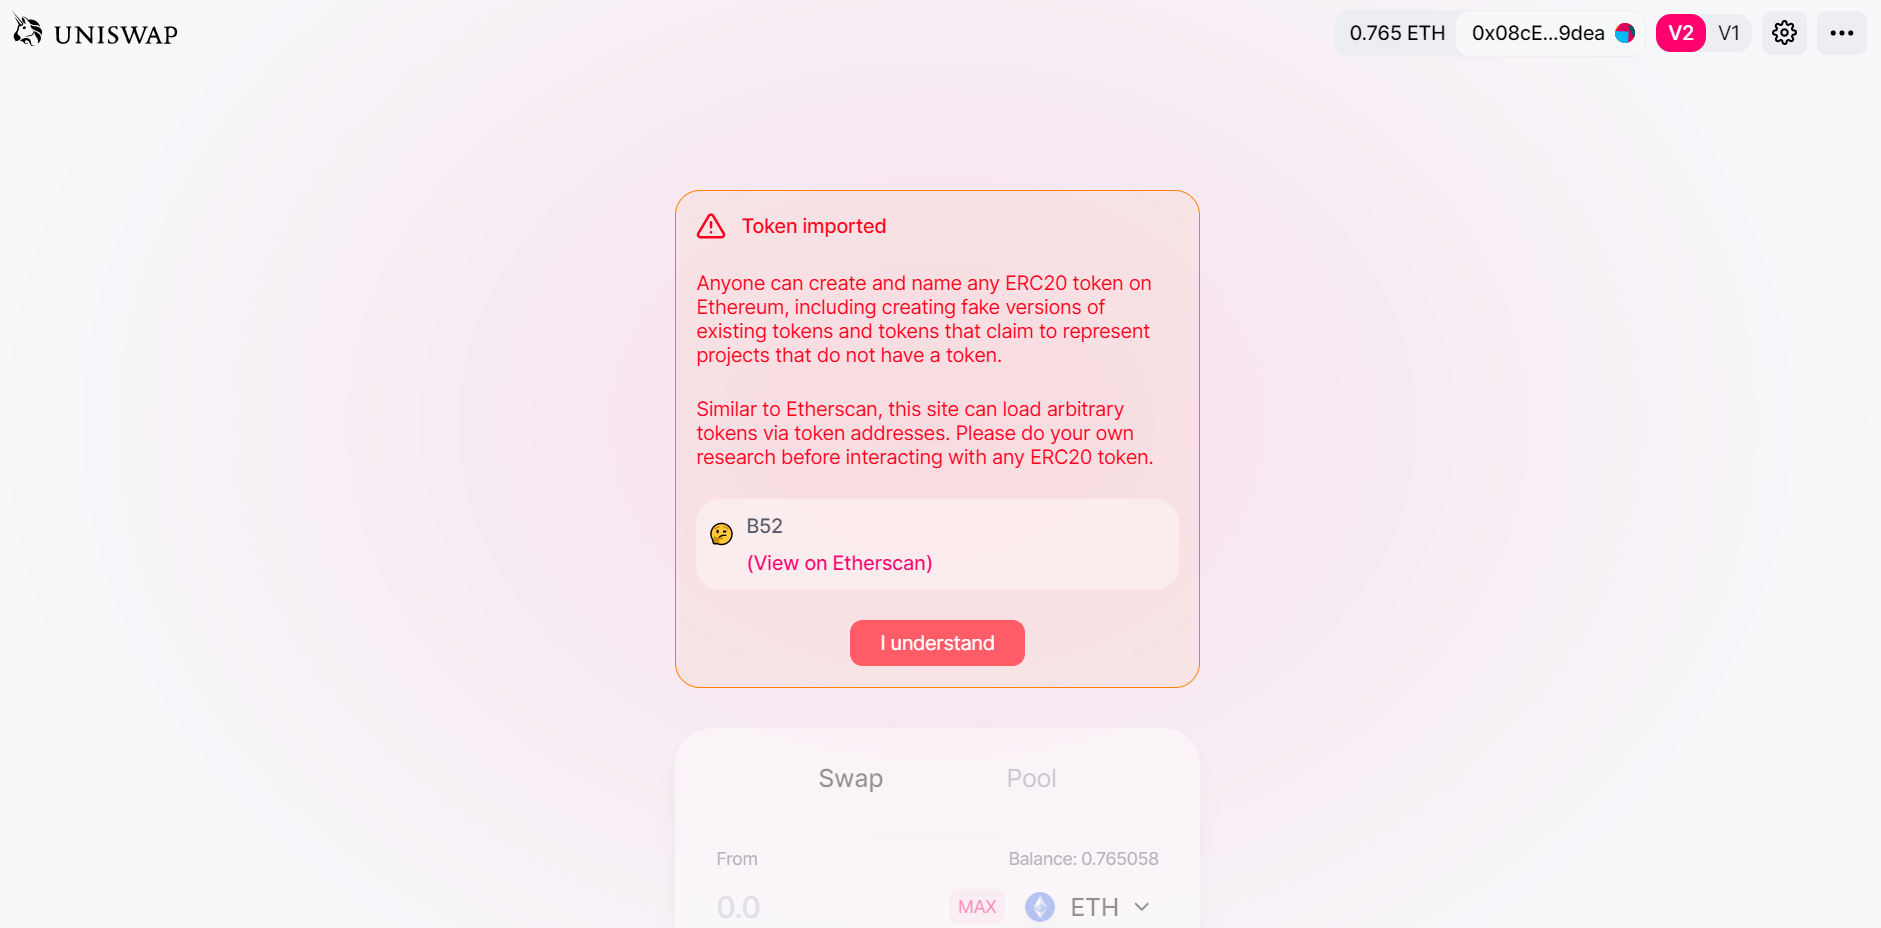 UNISWAP
0.765 ETH
0x08cE...9dea
V2
V1
Token imported
Anyone can create and name any ERC20 token on
Ethereum, including creating fake versions of
existing tokens and tokens that claim to represent
projects that do not have a token.
Similar to Etherscan, this site can load arbitrary
tokens via token addresses. Please do your own
research before interacting with any ERC20 token.
B52
(View on Etherscan)
I understand
Swap
Pool
From
Balance: 0.765058
0.0
MAX
ETH